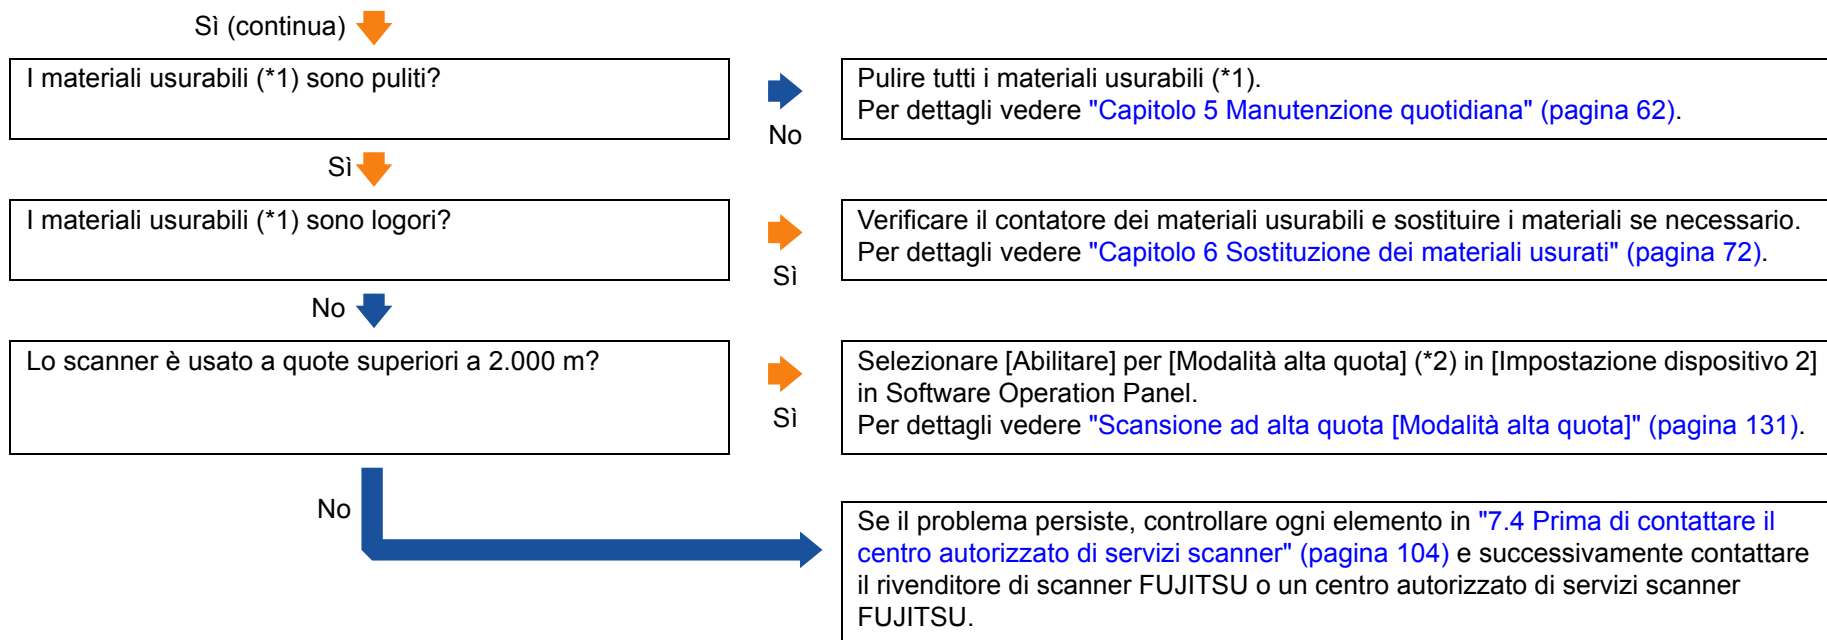 Sì (continua)
I materiali usurabili (*1) sono puliti?
No
Pulire tutti i materiali usurabili (*1).
Per dettagli vedere "Capitolo 5 Manutenzione quotidiana" (pagina 62).
Sì
I materiali usurabili (*1) sono logori?
Sì
Verificare il contatore dei materiali usurabili e sostituire i materiali se necessario.
Per dettagli vedere "Capitolo 6 Sostituzione dei materiali usurati" (pagina 72).
No
Lo scanner è usato a quote superiori a 2.000 m?
Sì
Selezionare [Abilitare] per [Modalità alta quota] (*2) in [Impostazione dispositivo 2]
in Software Operation Panel.
Per dettagli vedere "Scansione ad alta quota [Modalità alta quota]" (pagina 131).
No
Se il problema persiste, controllare ogni elemento in "7.4 Prima di contattare il
centro autorizzato di servizi scanner" (pagina 104) e successivamente contattare
il rivenditore di scanner FUJITSU o un centro autorizzato di servizi scanner
FUJITSU.